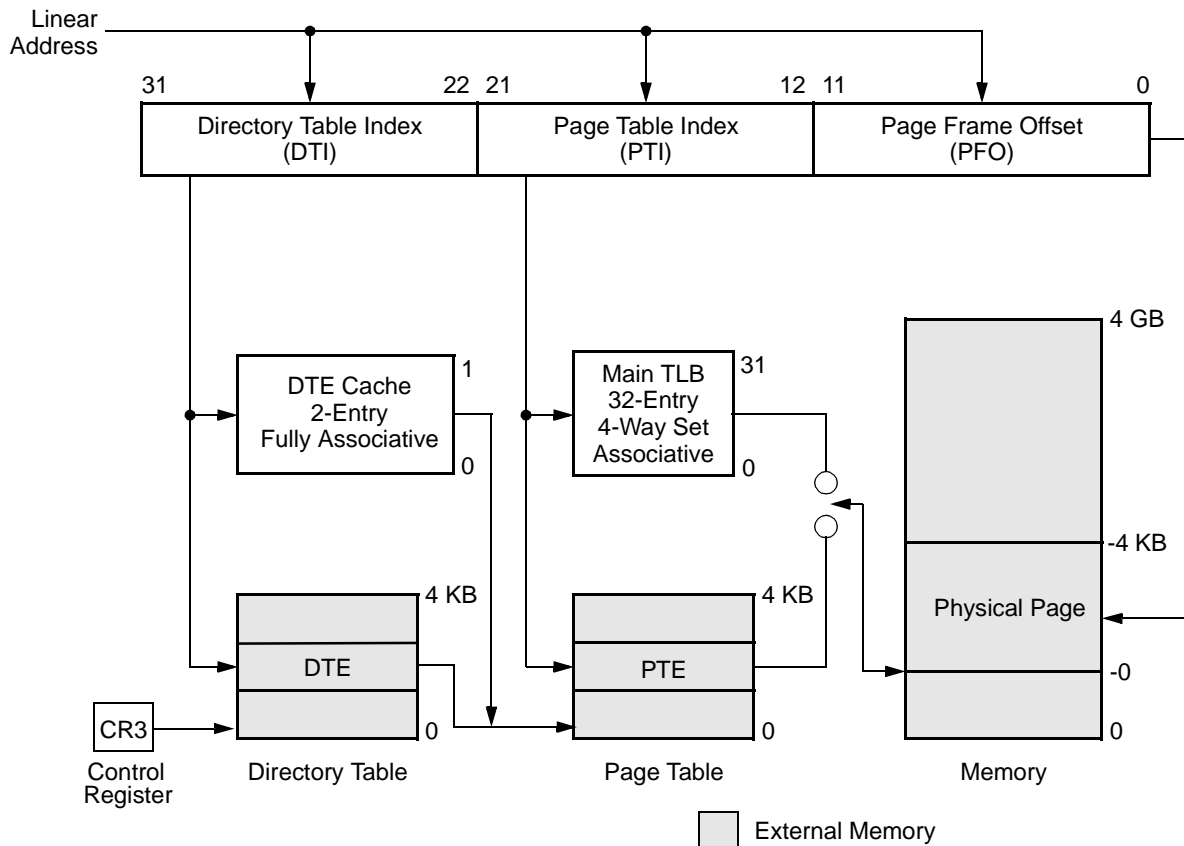 Linear
Address
31
22
21
12
11
0
Directory Table Index
(DTI)
Page Table Index
(PTI)
Page Frame Offset
(PFO)
4 GB
DTE Cache
2-Entry
Fully Associative
1
0
Main TLB
32-Entry
4-Way Set
Associative
31
0
-4 KB
Physical Page
-0
0
4 KB
DTE
0
4 KB
PTE
0
CR3
Control
Register
Directory Table
Page Table
Memory
External Memory